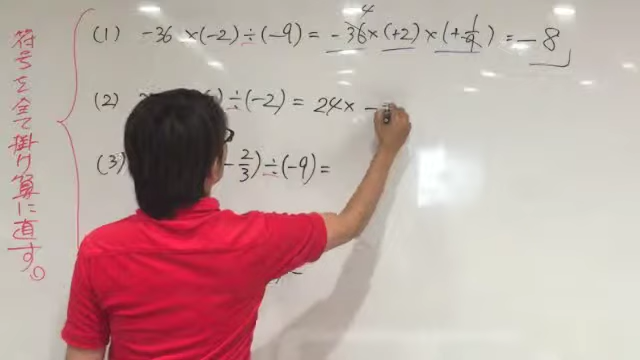 符号を全て掛け算に直す。
(1) -36×(-2)÷(-9) = -36×(+2)×(+1/9) = -8
4
(2) ÷(-2) = 24× -
(3) -2/3)÷(-9) =